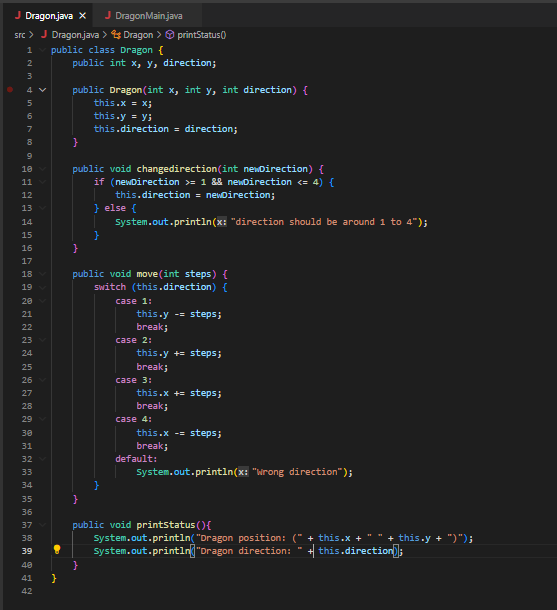 J Dragon.java × J DragonMain.java
src > J Dragon.java > Dragon > printStatus()
1 public class Dragon {
2     public int x, y, direction;
3
4     public Dragon(int x, int y, int direction) {
5         this.x = x;
6         this.y = y;
7         this.direction = direction;
8     }
9
10     public void changedirection(int newDirection) {
11         if (newDirection >= 1 && newDirection <= 4) {
12             this.direction = newDirection;
13         } else {
14             System.out.println(x: "direction should be around 1 to 4");
15         }
16     }
17
18     public void move(int steps) {
19         switch (this.direction) {
20             case 1:
21                 this.y -= steps;
22                 break;
23             case 2:
24                 this.y += steps;
25                 break;
26             case 3:
27                 this.x += steps;
28                 break;
29             case 4:
30                 this.x -= steps;
31                 break;
32             default:
33                 System.out.println(x: "Wrong direction");
34         }
35     }
36
37     public void printStatus(){
38         System.out.println("Dragon position: (" + this.x + " " + this.y + ")");
39         System.out.println("Dragon direction: " + this.direction);
40     }
41 }
42